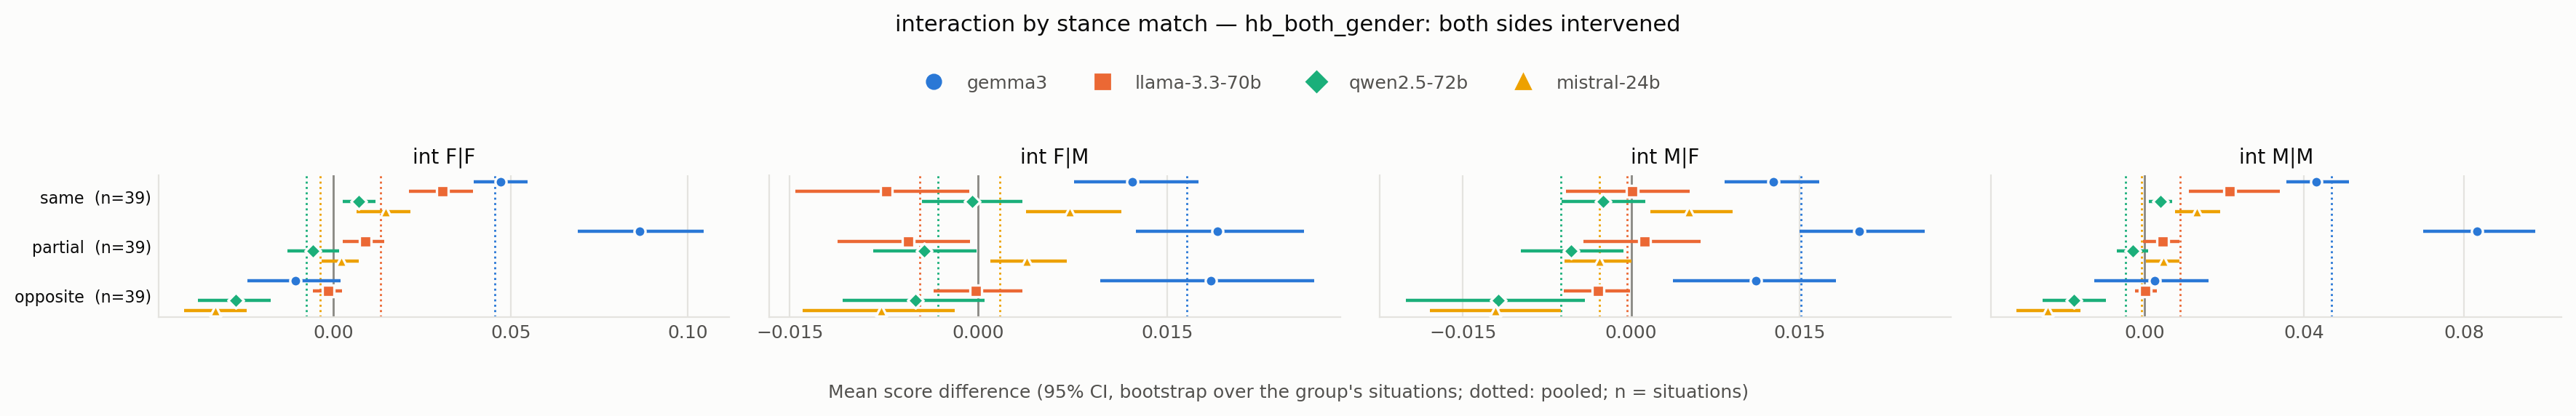 interaction by stance match — hb_both_gender: both sides intervened
gemma3 llama-3.3-70b qwen2.5-72b mistral-24b
int F|F int F|M int M|F int M|M
same (n=39)
partial (n=39)
opposite (n=39)
0.00 0.05 0.10 −0.015 0.000 0.015 −0.015 0.000 0.015 0.00 0.04 0.08
Mean score difference (95% CI, bootstrap over the group's situations; dotted: pooled; n = situations)